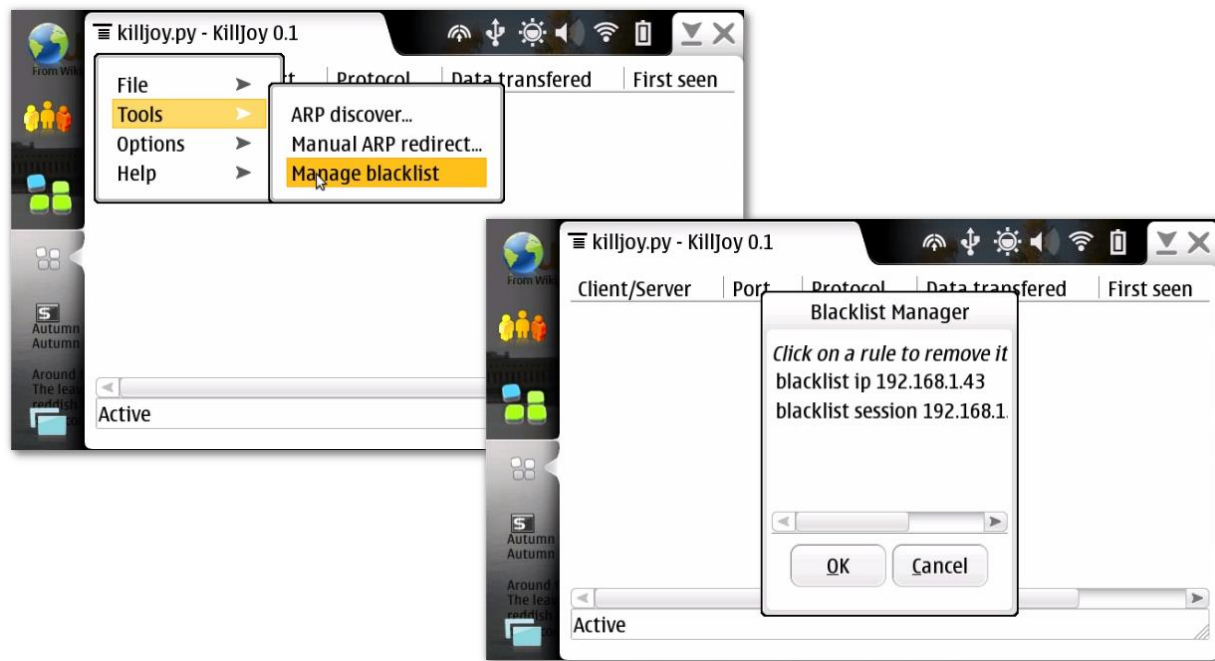 killjoy.py - KillJoy 0.1
From Wiki
Protocol
Data transfered
First seen
File
Tools
Options
Help
ARP discover...
Manual ARP redirect...
Manage blacklist
$
Autumn
Autumn
Around
The leav
reddish
Active
killjoy.py - KillJoy 0.1
From Wiki
Client/Server
Port
Protocol
Data transfered
First seen
Blacklist Manager
Click on a rule to remove it
blacklist ip 192.168.1.43
blacklist session 192.168.1.
OK
Cancel
$
Autumn
Autumn
Around
The leav
reddish
Active